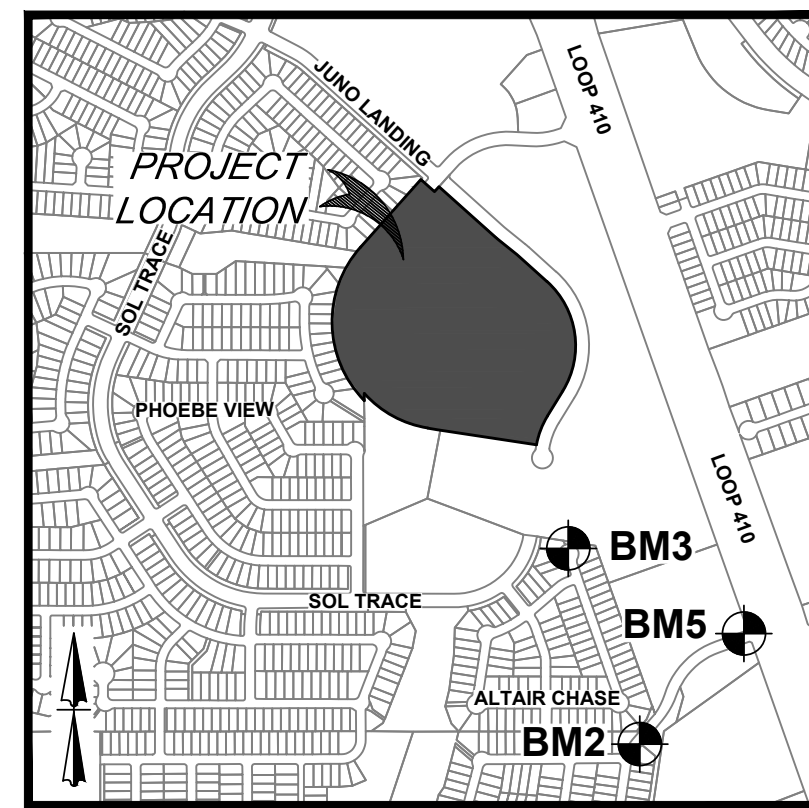 JUNO LANDING
LOOP 410
PROJECT
LOCATION
SOL TRACE
PHOEBE VIEW
LOOP 410
BM3
SOL TRACE
BM5
ALTAIR CHASE
BM2